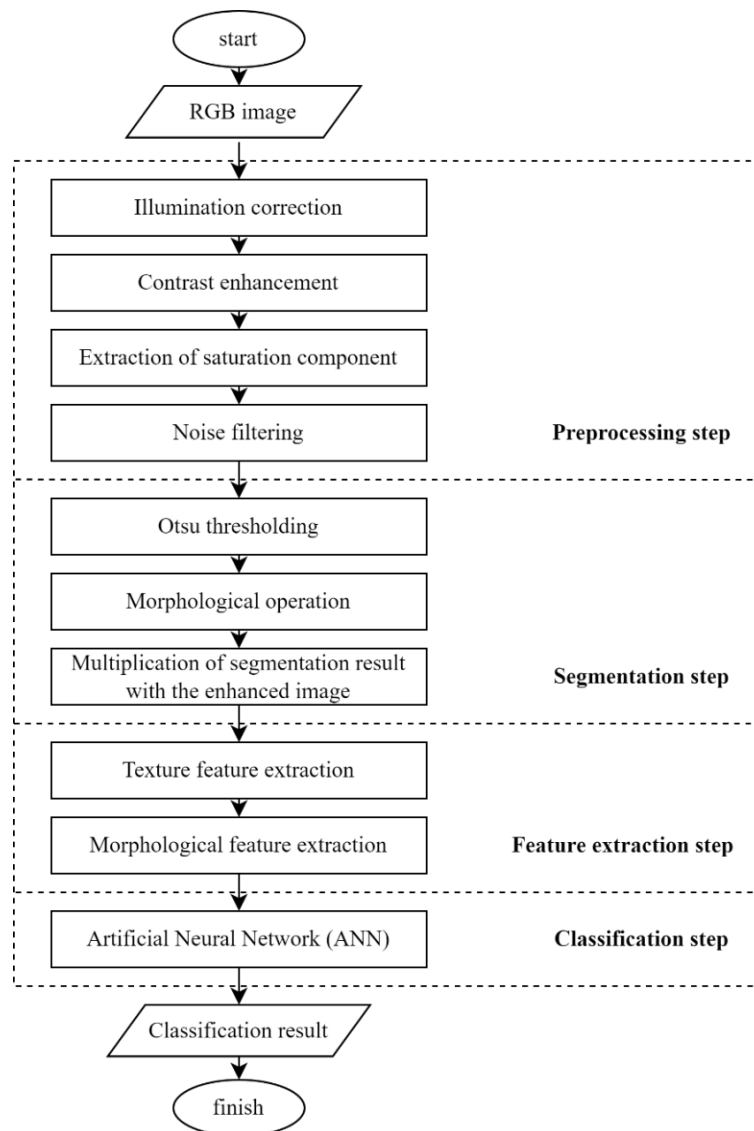 start
RGB image
Illumination correction
Contrast enhancement
Extraction of saturation component
Noise filtering
Preprocessing step
Otsu thresholding
Morphological operation
Multiplication of segmentation result
with the enhanced image
Segmentation step
Texture feature extraction
Morphological feature extraction
Feature extraction step
Artificial Neural Network (ANN)
Classification step
Classification result
finish